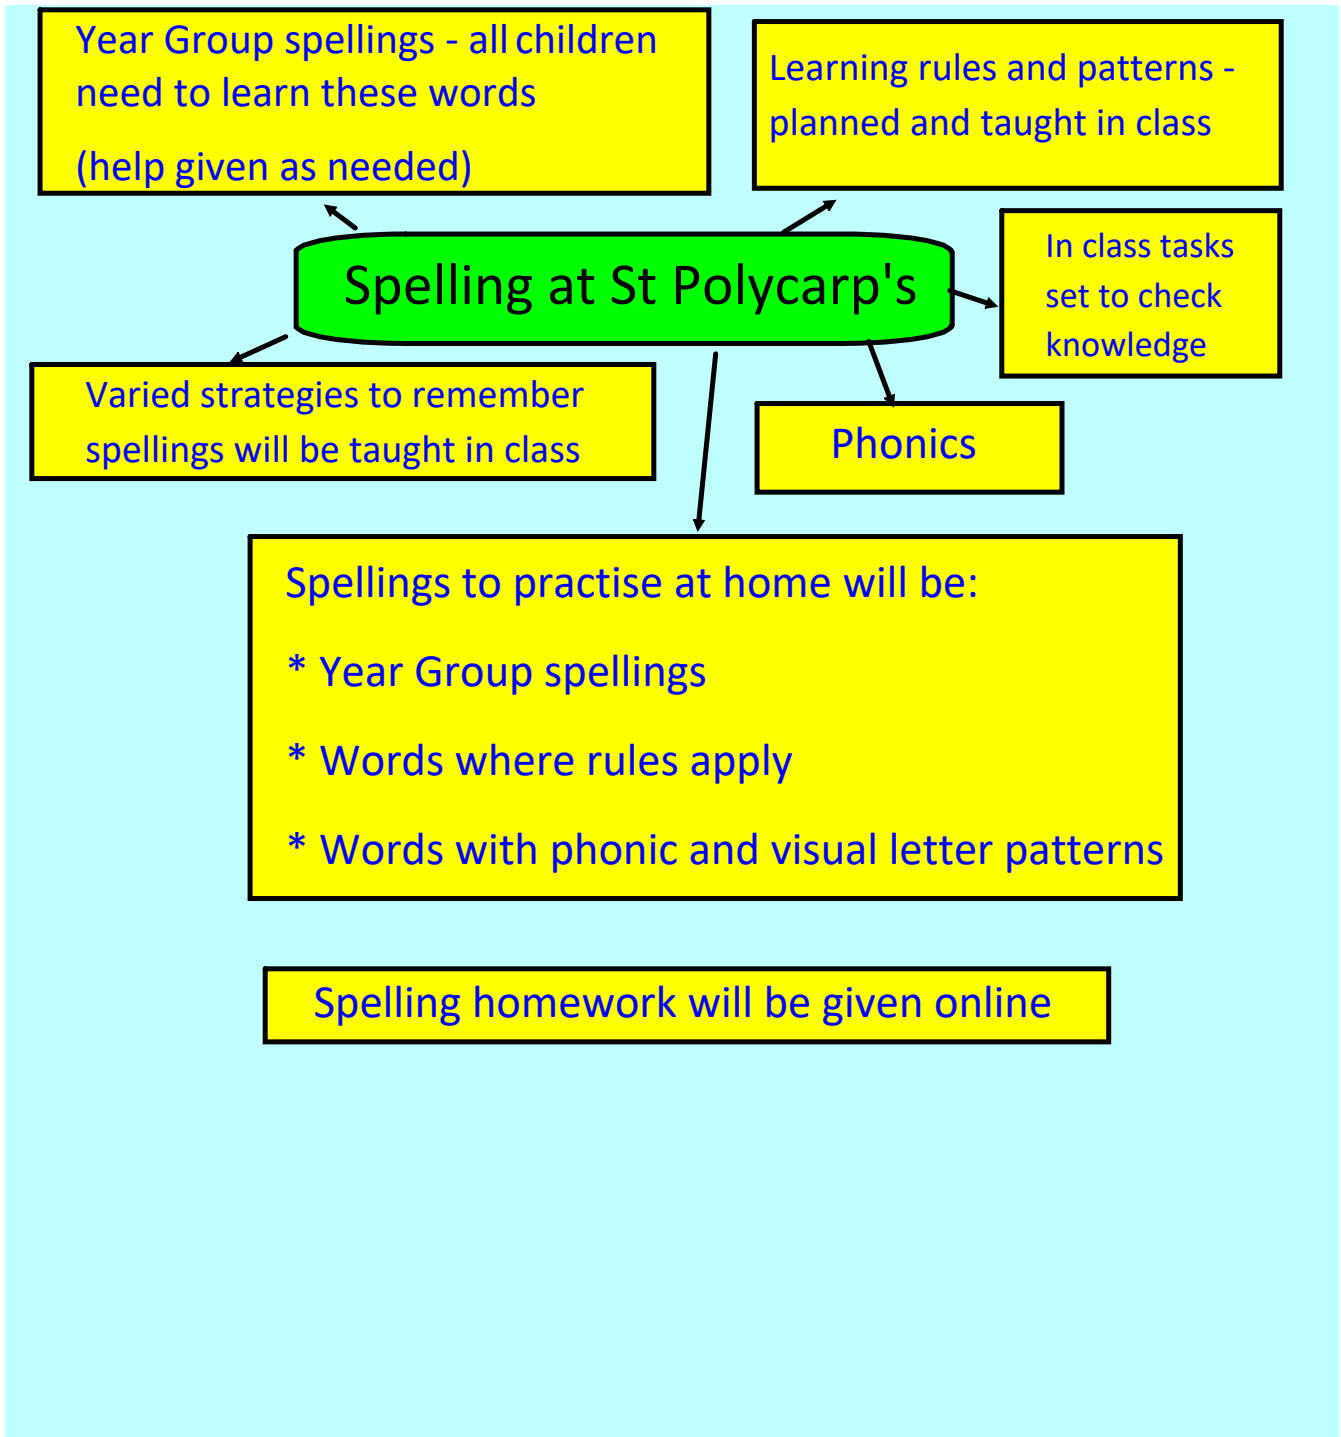 Year Group spellings - all children
need to learn these words
(help given as needed)
Learning rules and patterns -
planned and taught in class
Spelling at St Polycarp's
In class tasks
set to check
knowledge
Varied strategies to remember
spellings will be taught in class
Phonics
Spellings to practise at home will be:
* Year Group spellings
* Words where rules apply
* Words with phonic and visual letter patterns
Spelling homework will be given online